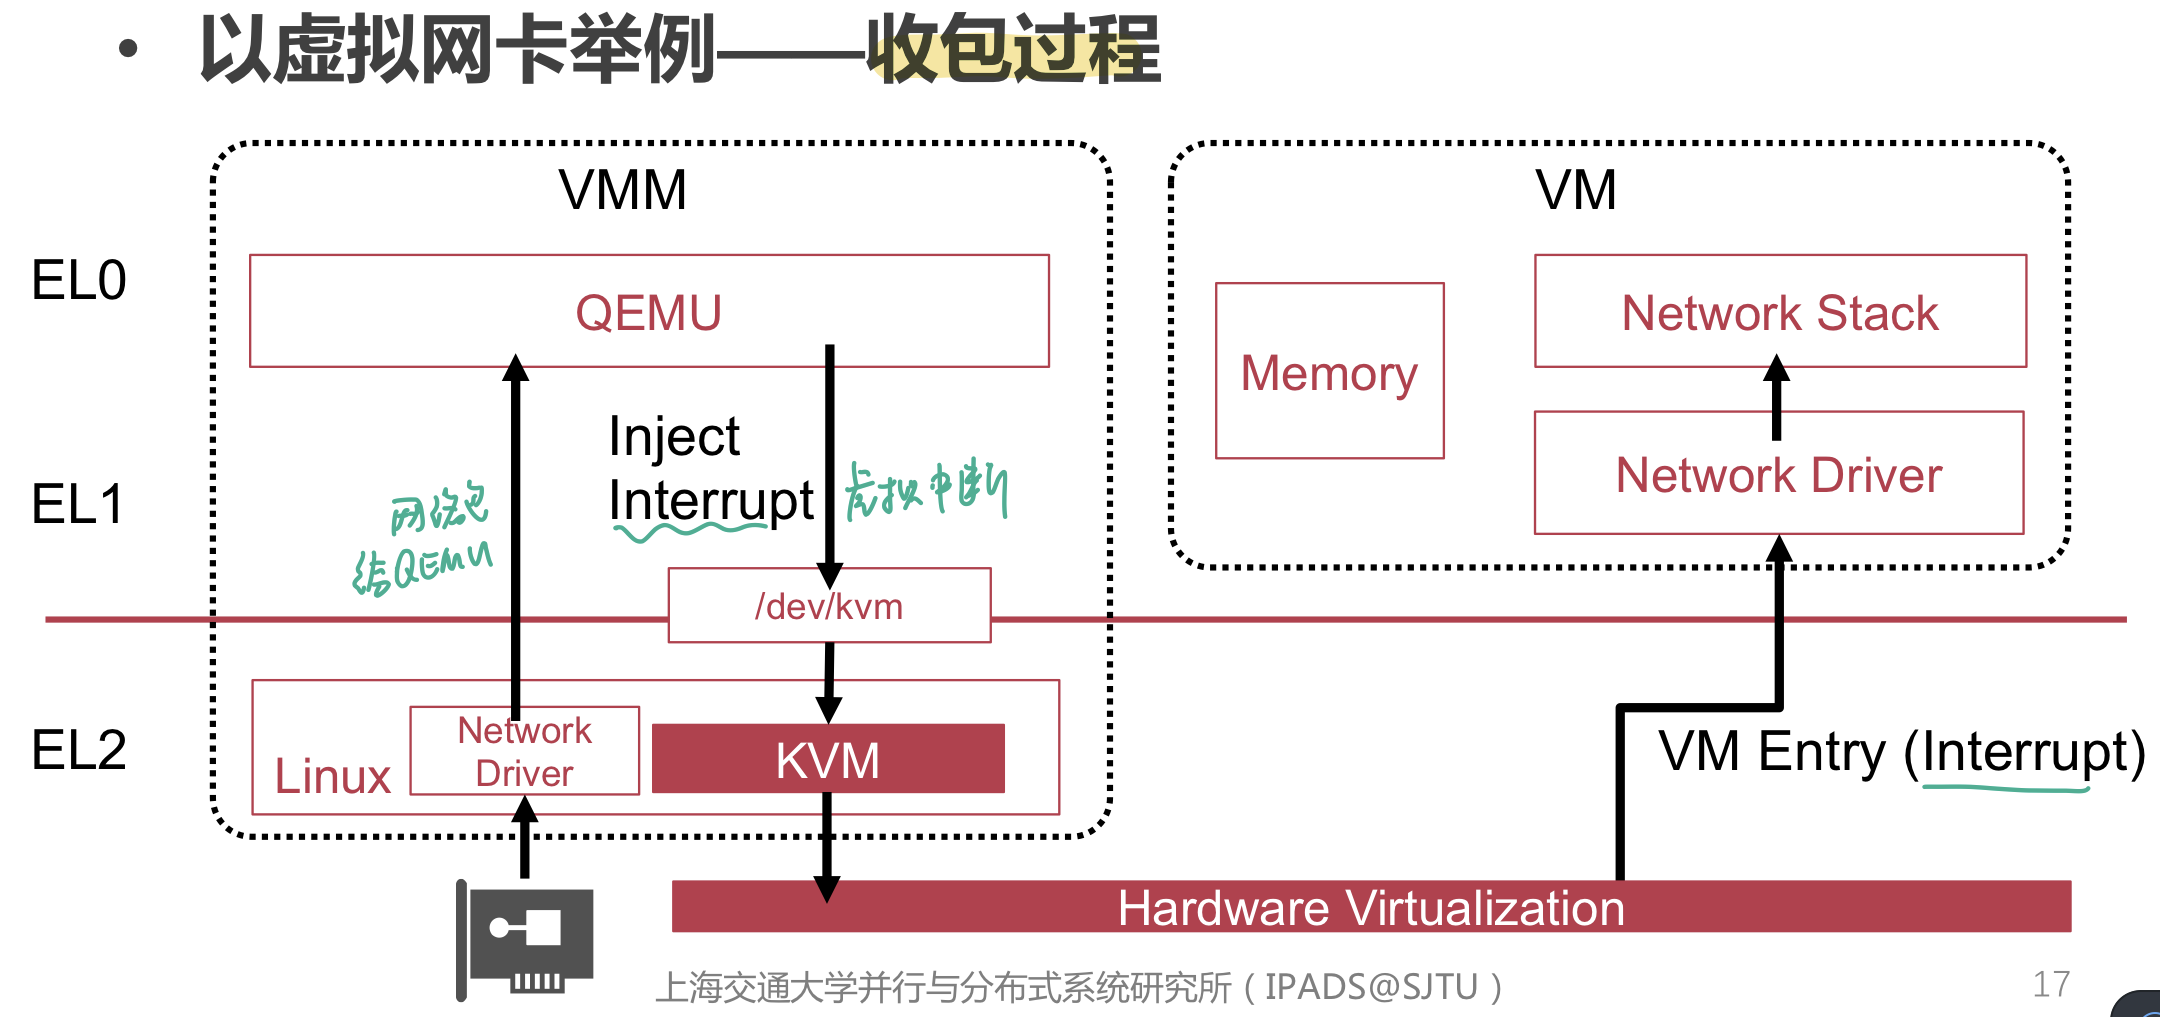 • 以虚拟网卡举例——收包过程
VMM
VM
EL0
QEMU
Network Stack
Memory
Inject
Interrupt
虚拟中断
Network Driver
EL1
网络包
给QEMU
/dev/kvm
EL2
Linux
Network
Driver
KVM
VM Entry (Interrupt)
Hardware Virtualization
上海交通大学并行与分布式系统研究所（IPADS@SJTU）
17